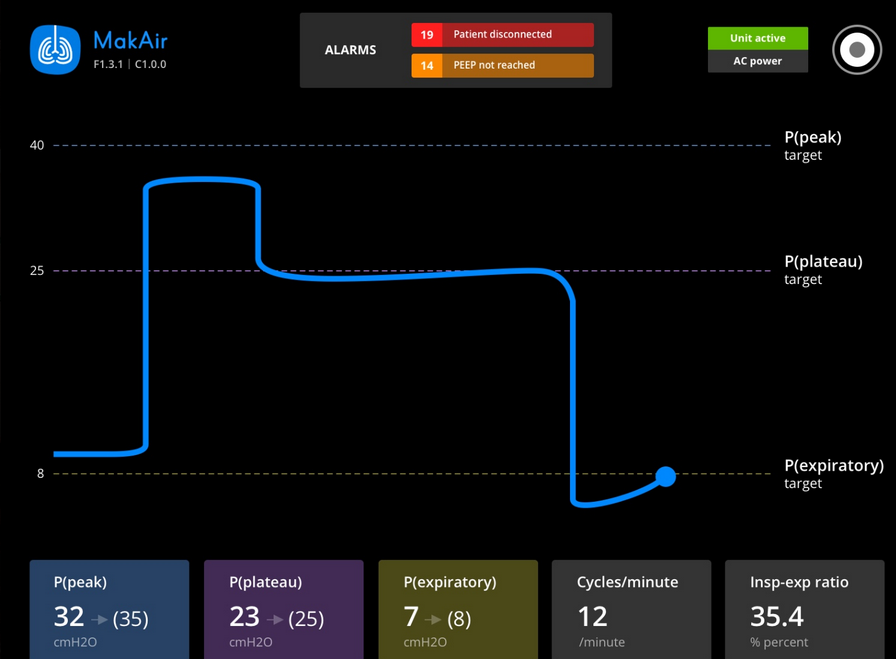 MakAir
F1.3.1 | C1.0.0
ALARMS
19 Patient disconnected
14 PEEP not reached
Unit active
AC power
40
P(peak)
target
25
P(plateau)
target
8
P(expiratory)
target
P(peak)
32 → (35)
cmH2O
P(plateau)
23 → (25)
cmH2O
P(expiratory)
7 → (8)
cmH2O
Cycles/minute
12
/minute
Insp-exp ratio
35.4
% percent